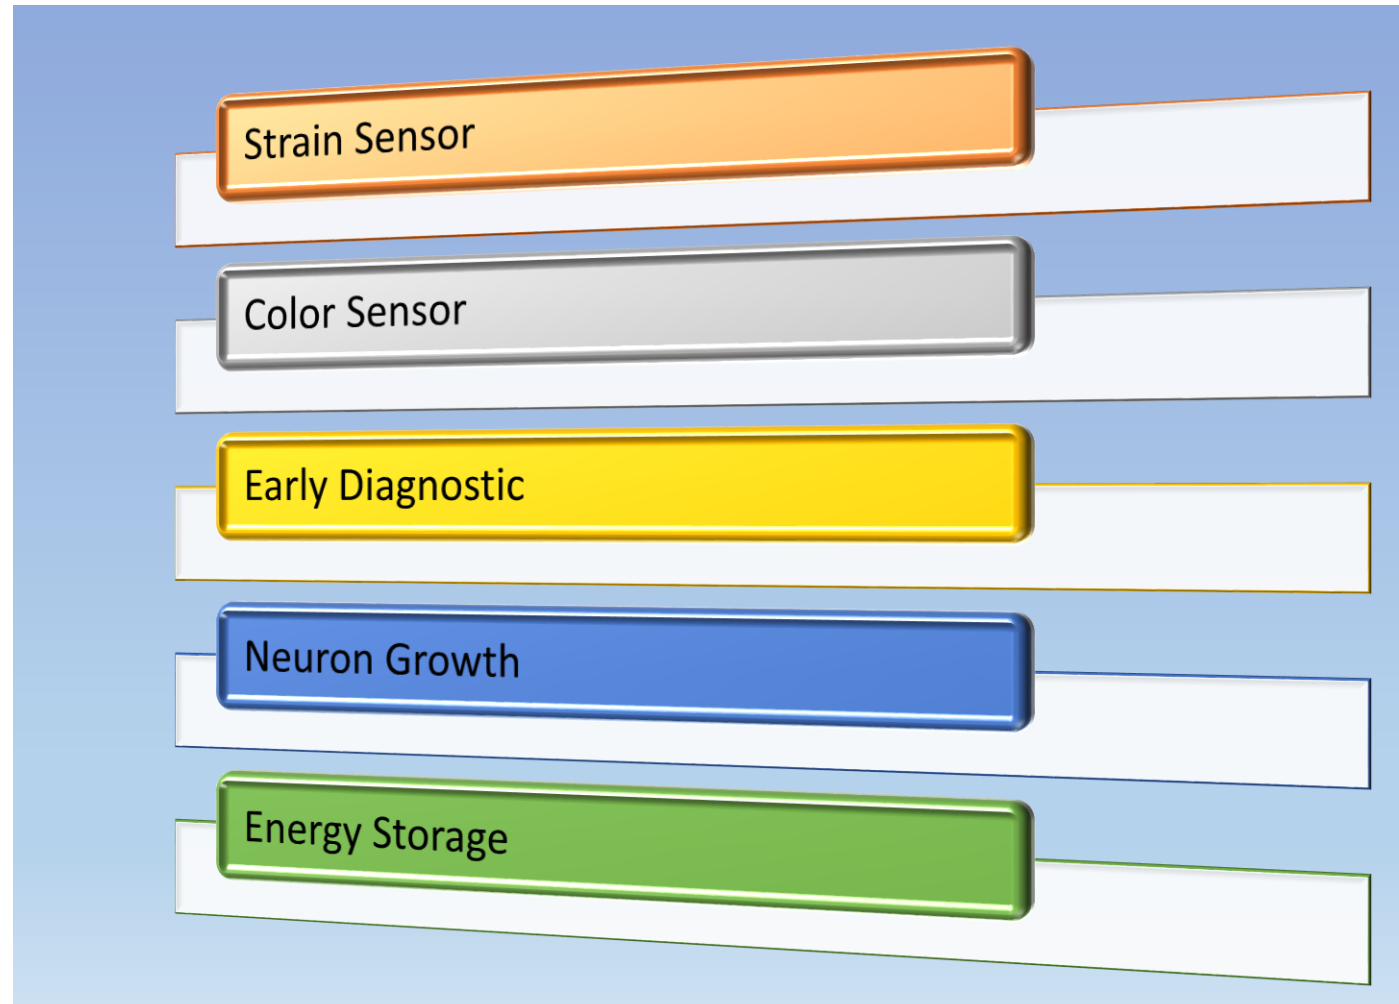 Strain Sensor
Color Sensor
Early Diagnostic
Neuron Growth
Energy Storage